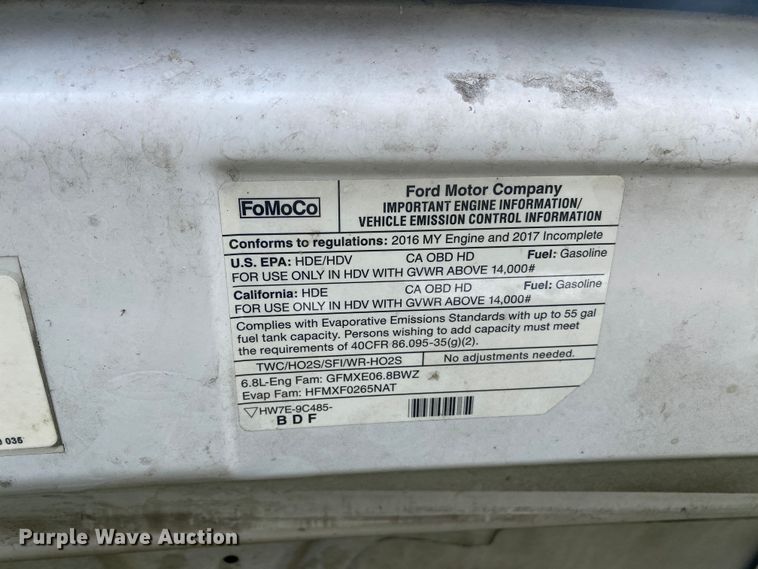 FoMoCo
Ford Motor Company
IMPORTANT ENGINE INFORMATION/
VEHICLE EMISSION CONTROL INFORMATION
Conforms to regulations: 2016 MY Engine and 2017 Incomplete
U.S. EPA: HDE/HDV CA OBD HD Fuel: Gasoline
FOR USE ONLY IN HDV WITH GVWR ABOVE 14,000#
California: HDE CA OBD HD Fuel: Gasoline
FOR USE ONLY IN HDV WITH GVWR ABOVE 14,000#
Complies with Evaporative Emissions Standards with up to 55 gal
fuel tank capacity. Persons wishing to add capacity must meet
the requirements of 40CFR 86.095-35(g)(2).
TWC/HO2S/SFI/WR-HO2S No adjustments needed.
6.8L-Eng Fam: GFMXE06.8BWZ
Evap Fam: HFMXF0265NAT
HW7E-9C485-
BDF
035
Purple Wave Auction